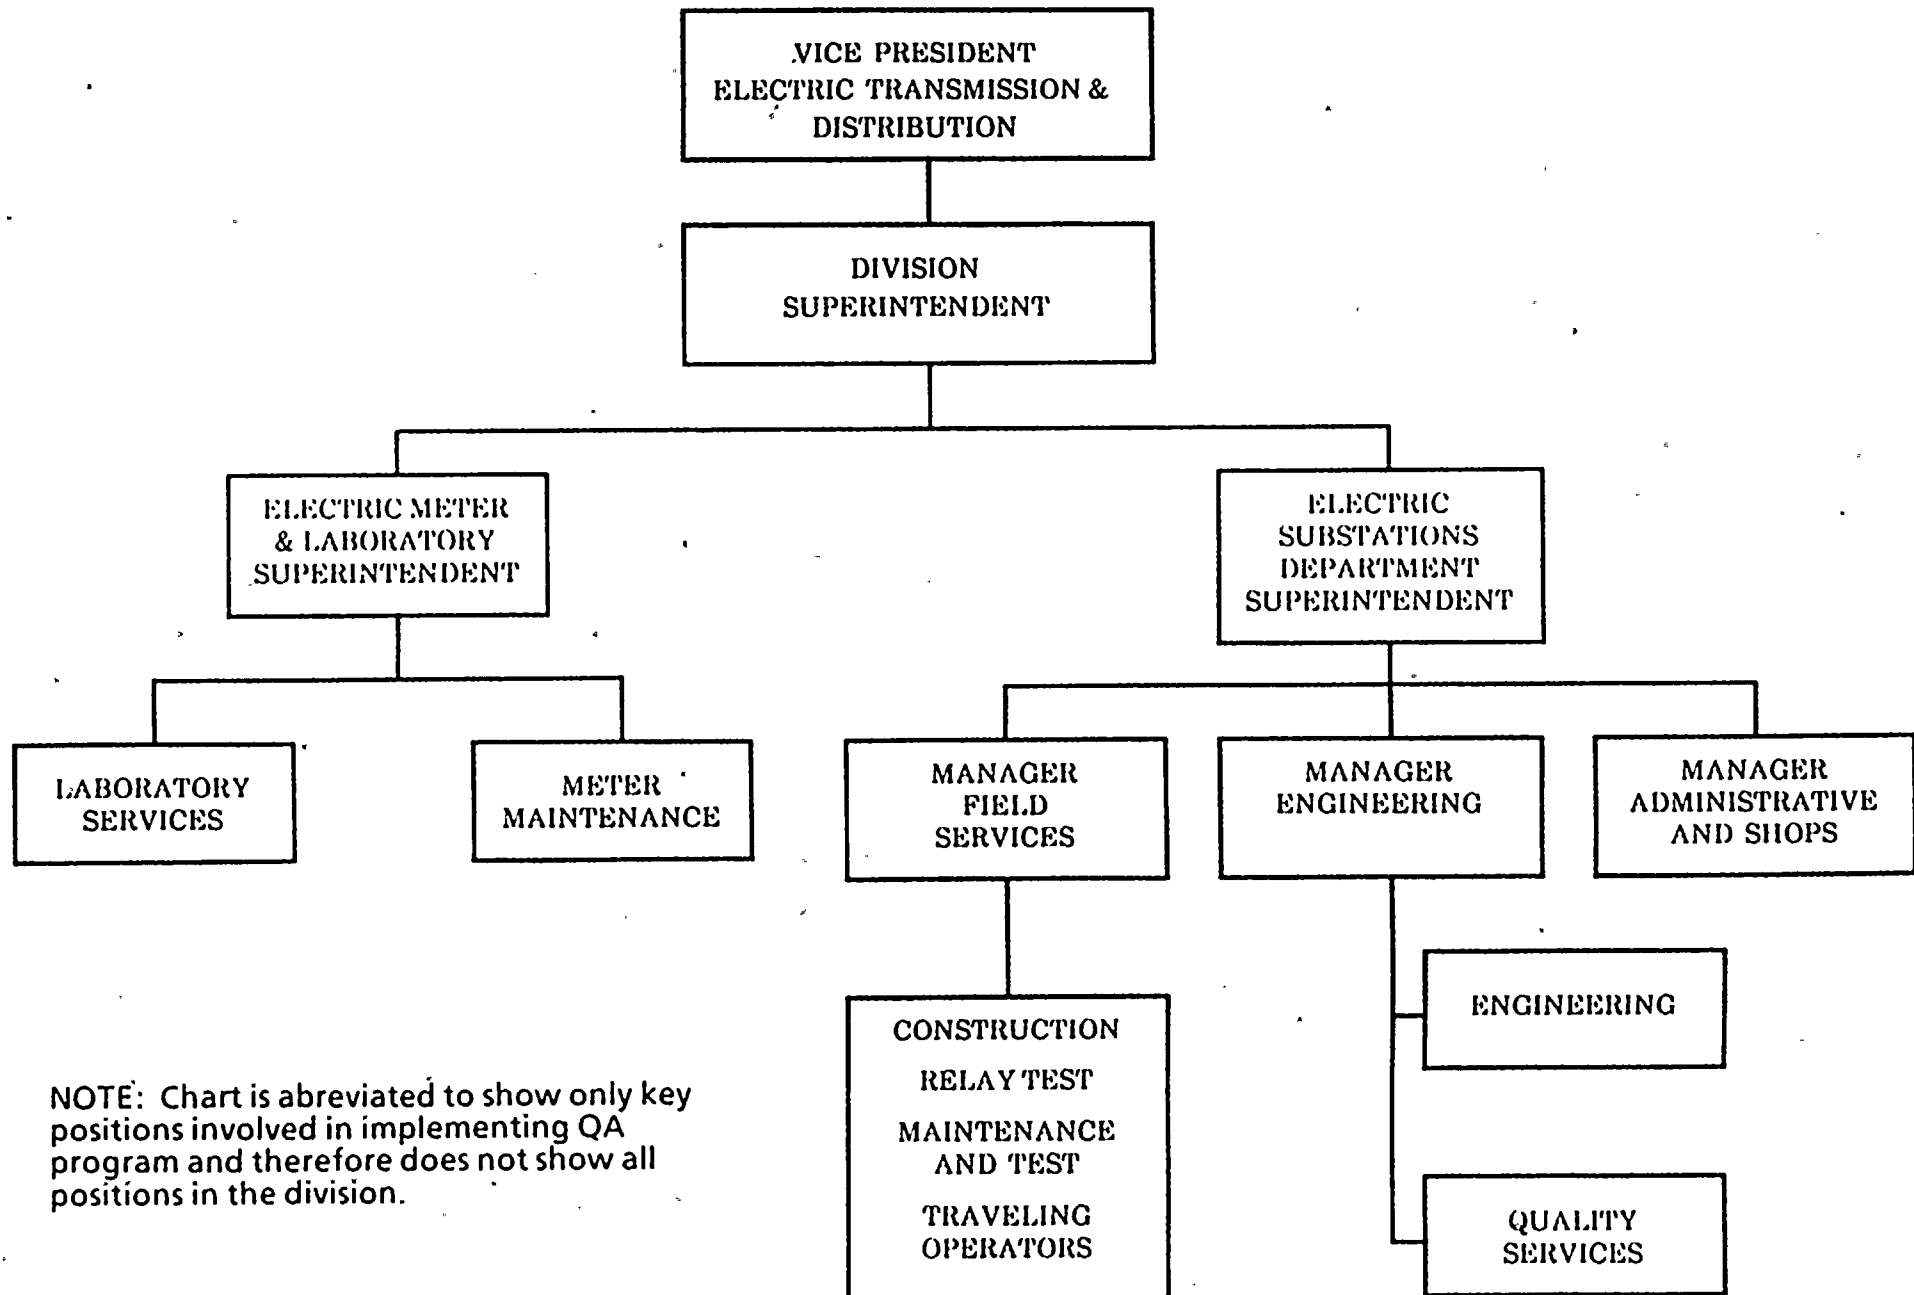 VICE PRESIDENT
ELECTRIC TRANSMISSION &
DISTRIBUTION
DIVISION
SUPERINTENDENT
ELECTRIC METER
& LABORATORY
SUPERINTENDENT
ELECTRIC
SUBSTATIONS
DEPARTMENT
SUPERINTENDENT
LABORATORY
SERVICES
METER
MAINTENANCE
MANAGER
FIELD
SERVICES
MANAGER
ENGINEERING
MANAGER
ADMINISTRATIVE
AND SHOPS
CONSTRUCTION
RELAY TEST
MAINTENANCE
AND TEST
TRAVELING
OPERATORS
ENGINEERING
QUALITY
SERVICES
NOTE: Chart is abreviated to show only key
positions involved in implementing QA
program and therefore does not show all
positions in the division.